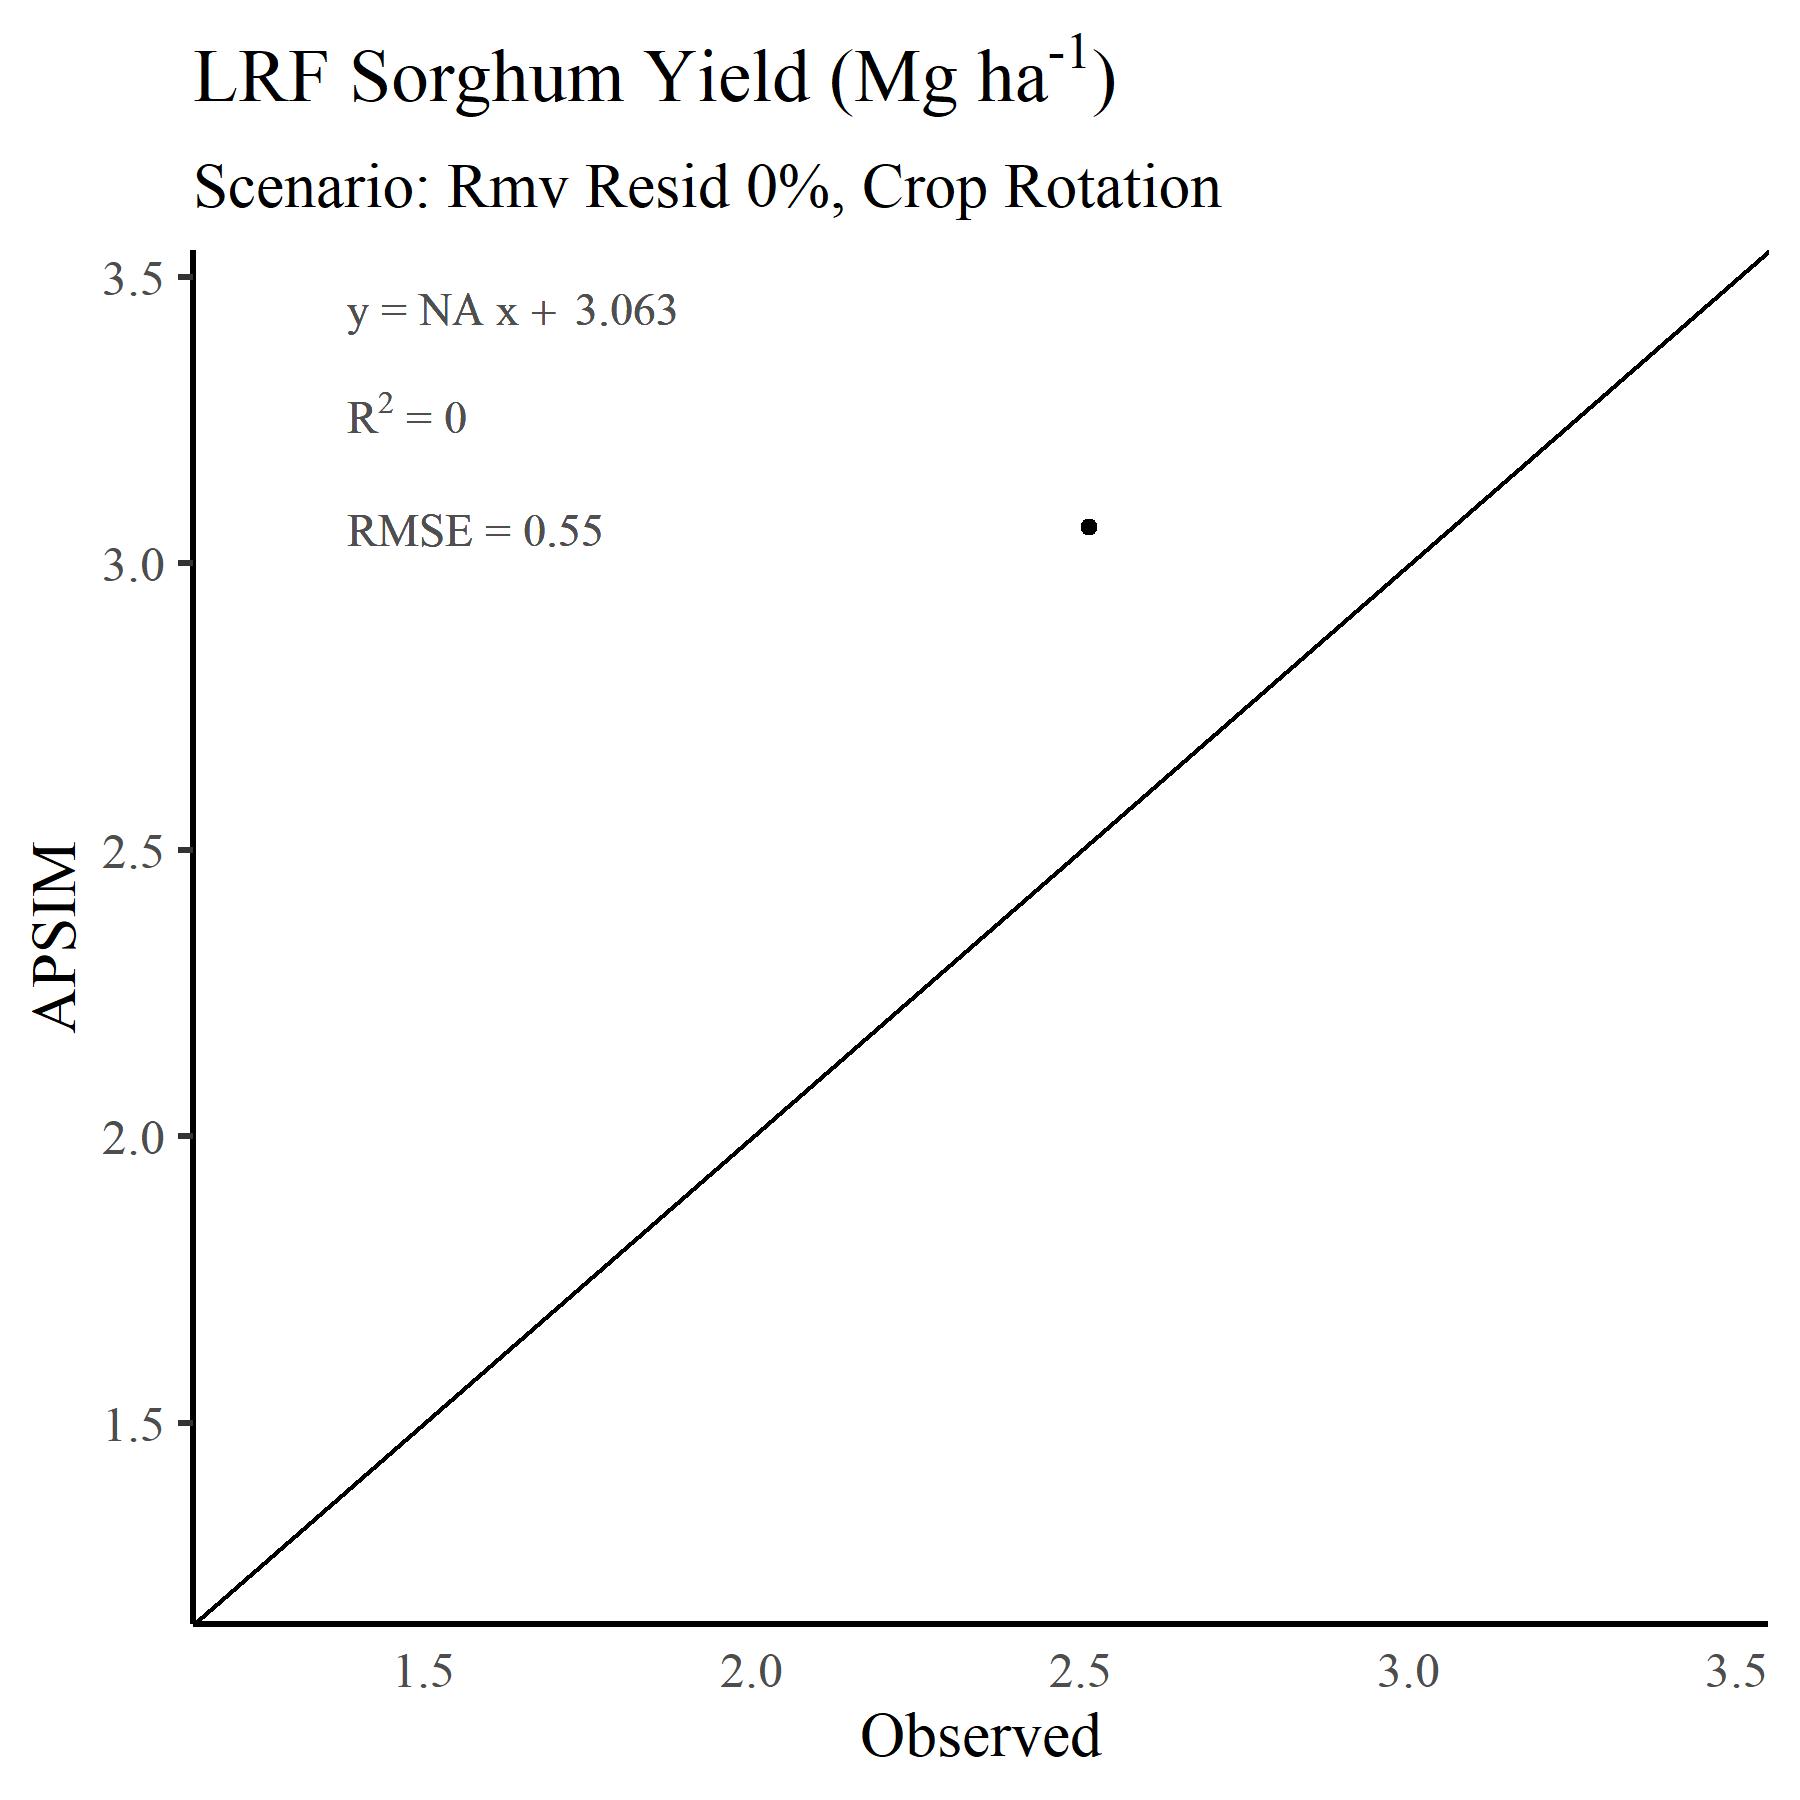 LRF Sorghum Yield (Mg ha⁻¹)
Scenario: Rmv Resid 0%, Crop Rotation
y = NA x + 3.063
R² = 0
RMSE = 0.55
3.5
3.0
2.5
2.0
1.5
APSIM
1.5 2.0 2.5 3.0 3.5
Observed